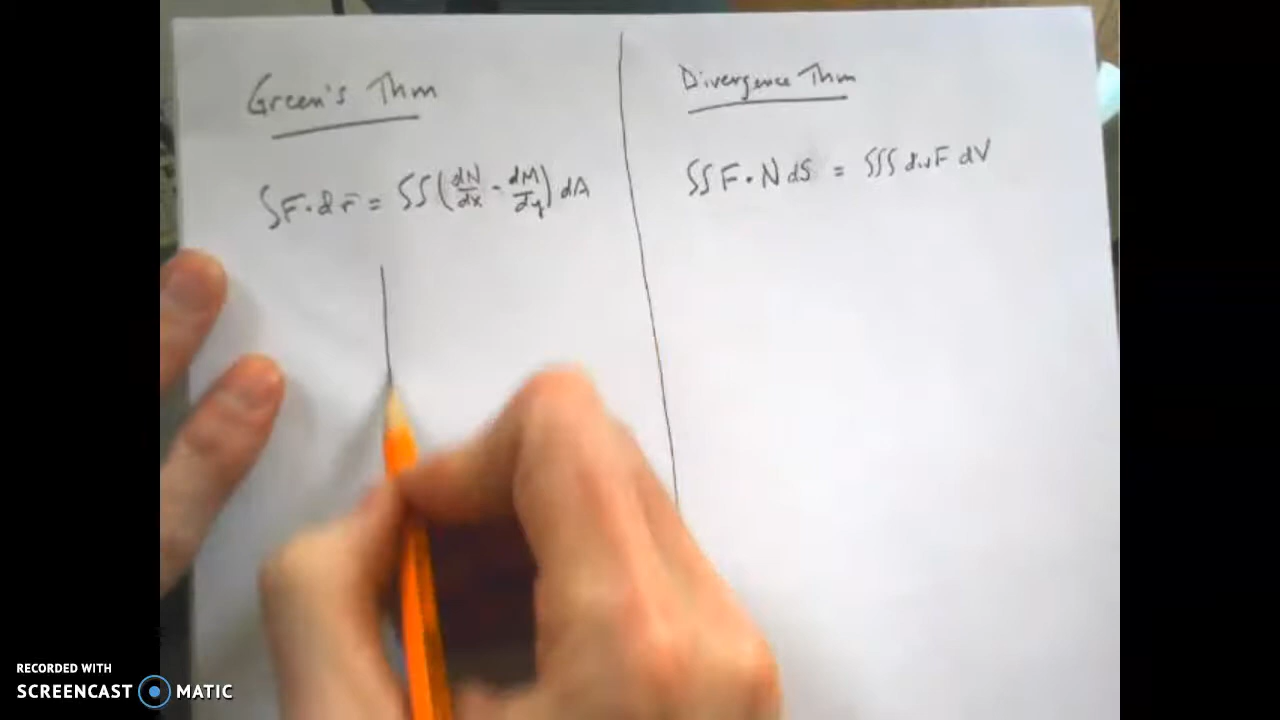 Green's Thm
∫F·dr̄ = ∫∫(dN/dx - dM/dy) dA
Divergence Thm
∫∫ F·N dS = ∫∫∫ div F dV
RECORDED WITH
SCREENCAST MATIC